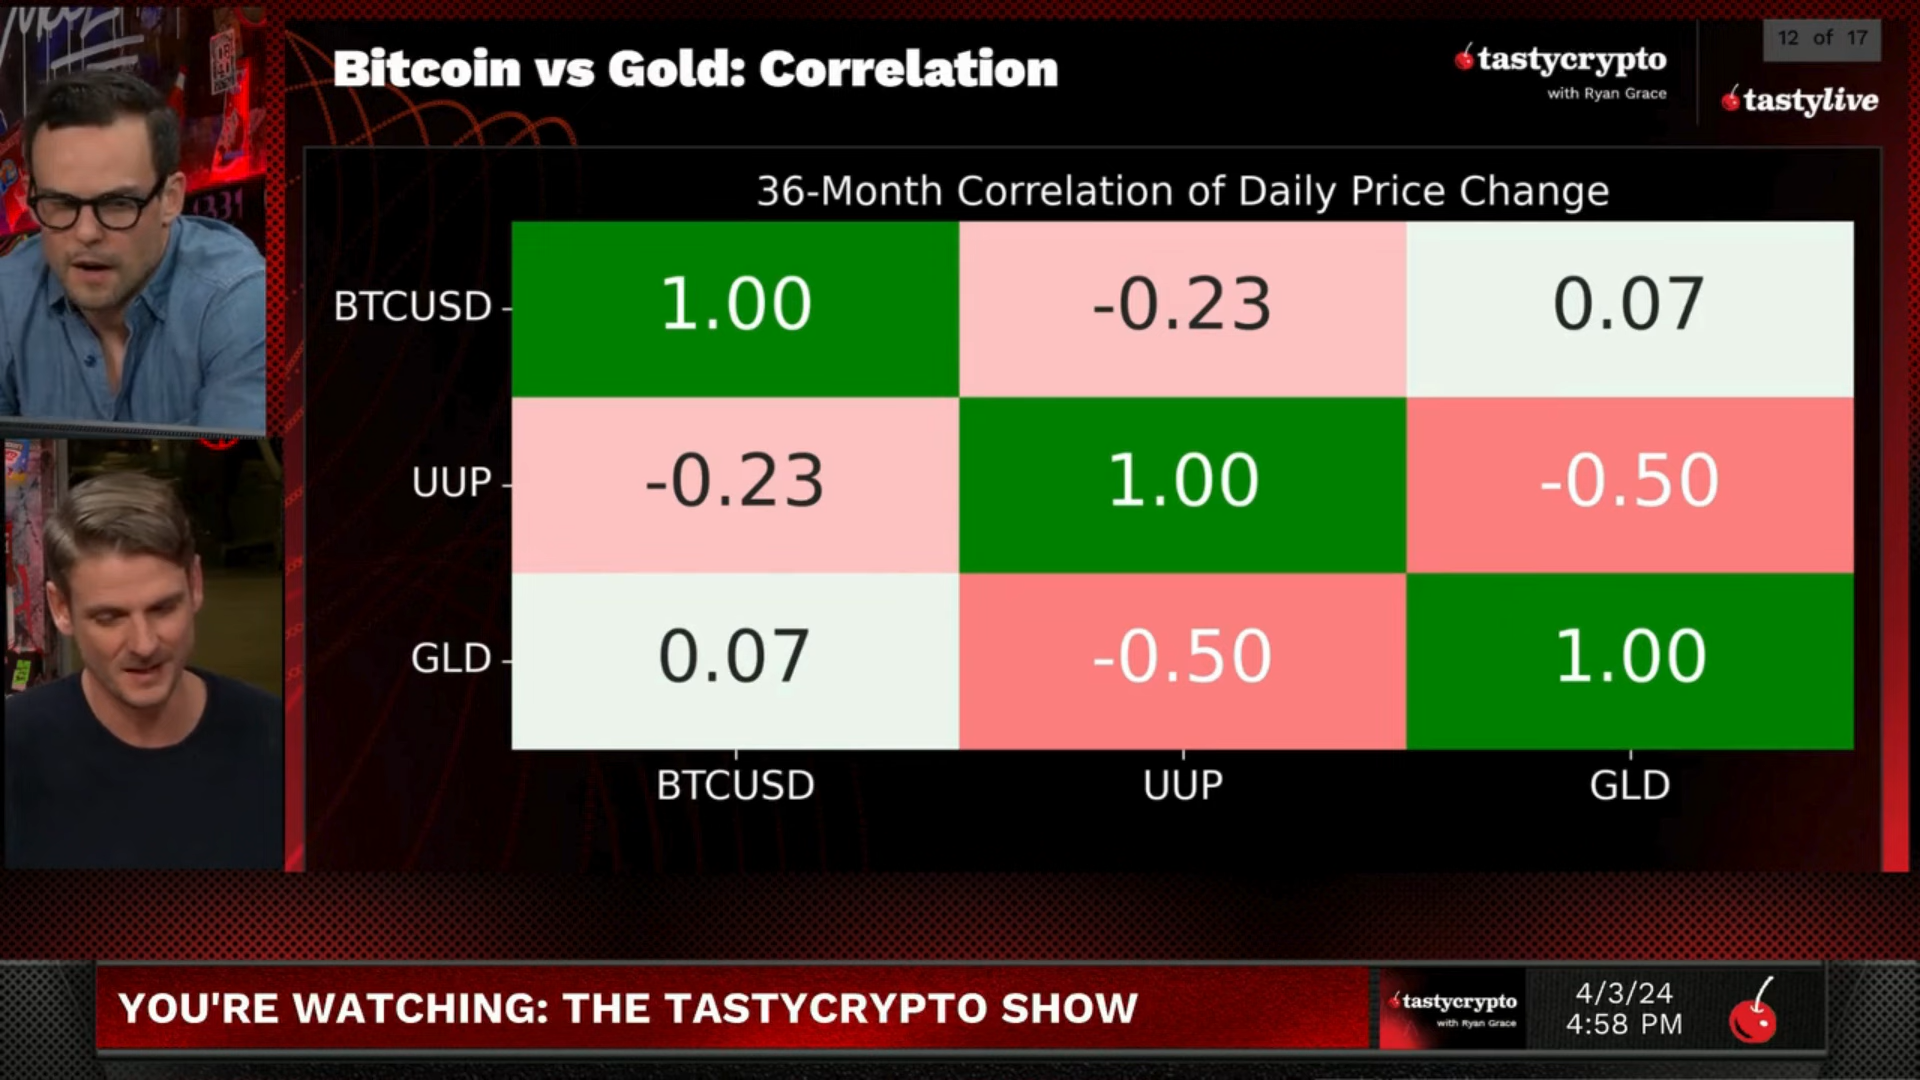 Bitcoin vs Gold: Correlation
tastycrypto
with Ryan Grace
12 of 17
tastylive
36-Month Correlation of Daily Price Change
BTCUSD
1.00
-0.23
0.07
UUP
-0.23
1.00
-0.50
GLD
0.07
-0.50
1.00
BTCUSD
UUP
GLD
YOU'RE WATCHING: THE TASTYCRYPTO SHOW
tastycrypto
with Ryan Grace
4/3/24
4:58 PM